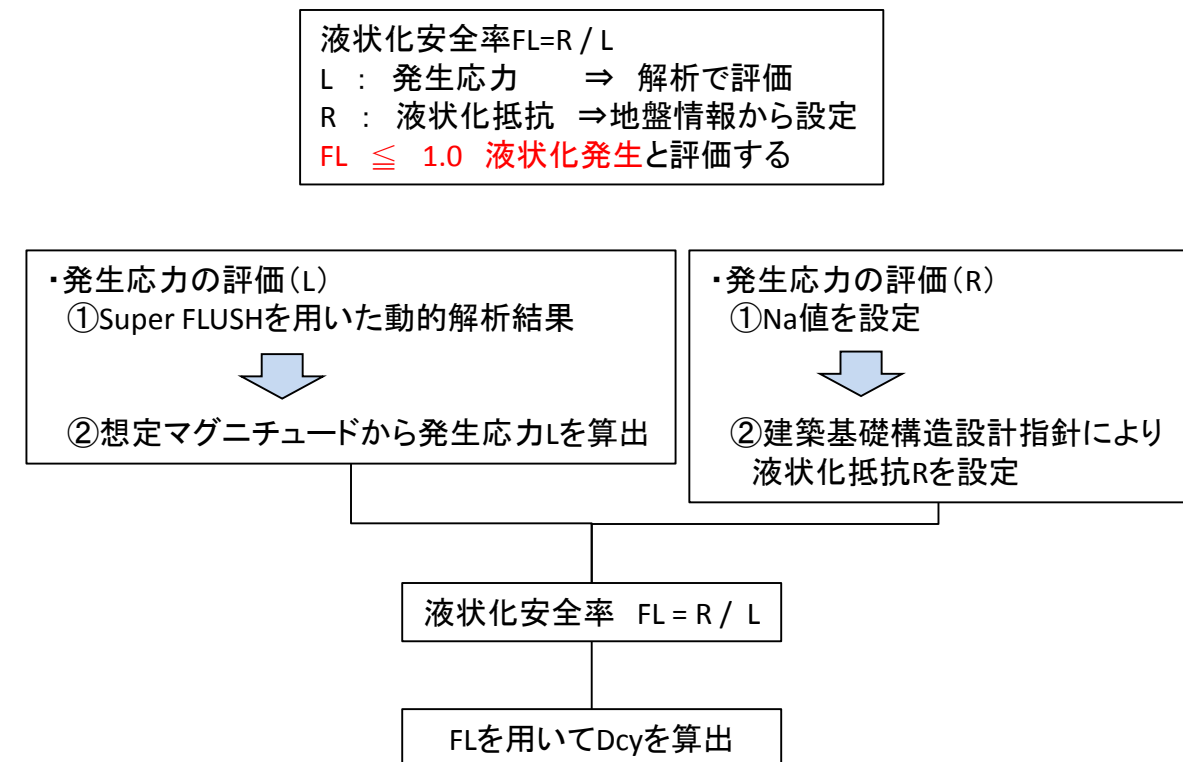 液状化安全率FL=R / L
L ： 発生応力 ⇒ 解析で評価
R ： 液状化抵抗 ⇒地盤情報から設定
FL ≦ 1.0 液状化発生と評価する
・発生応力の評価（L）
①Super FLUSHを用いた動的解析結果
②想定マグニチュードから発生応力Lを算出
・発生応力の評価（R）
①Na値を設定
②建築基礎構造設計指針により
液状化抵抗Rを設定
液状化安全率 FL = R / L
FLを用いてDcyを算出